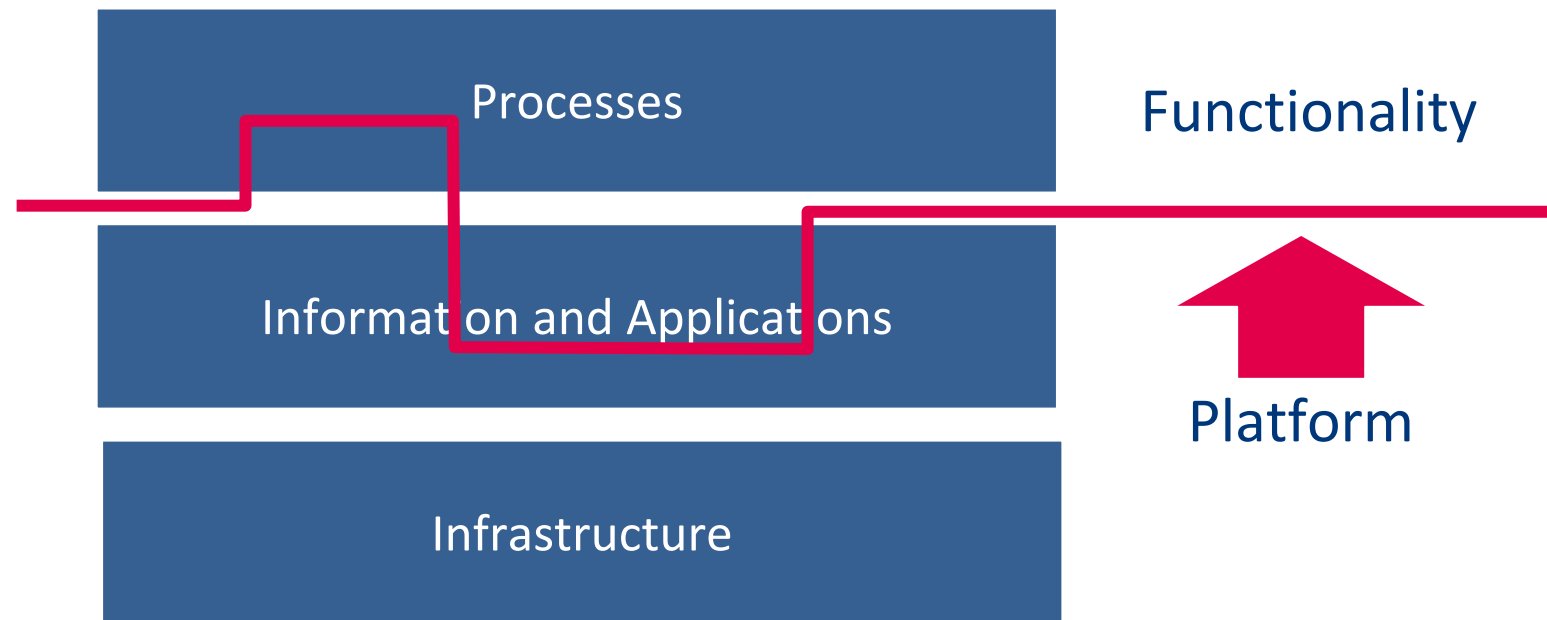 Processes
Functionality
Information and Applications
Platform
Infrastructure